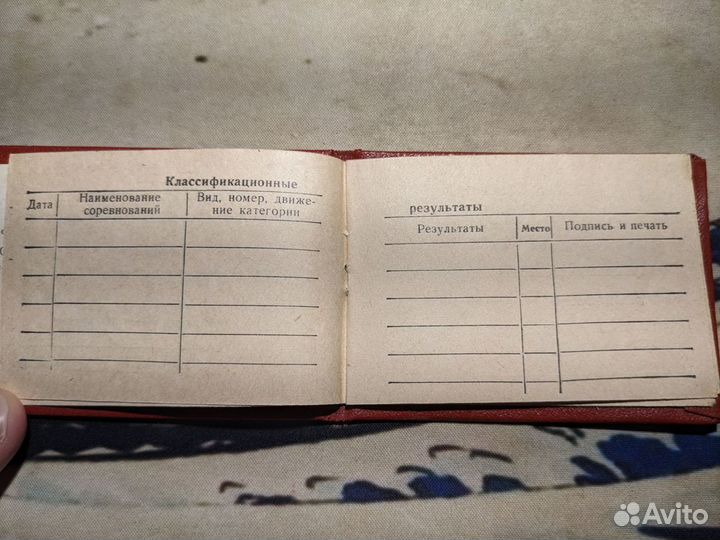 Классификационные
Дата
Наименование
соревнований
Вид, номер, движе-
ние категории
результаты
Результаты
Место
Подпись и печать
Avito